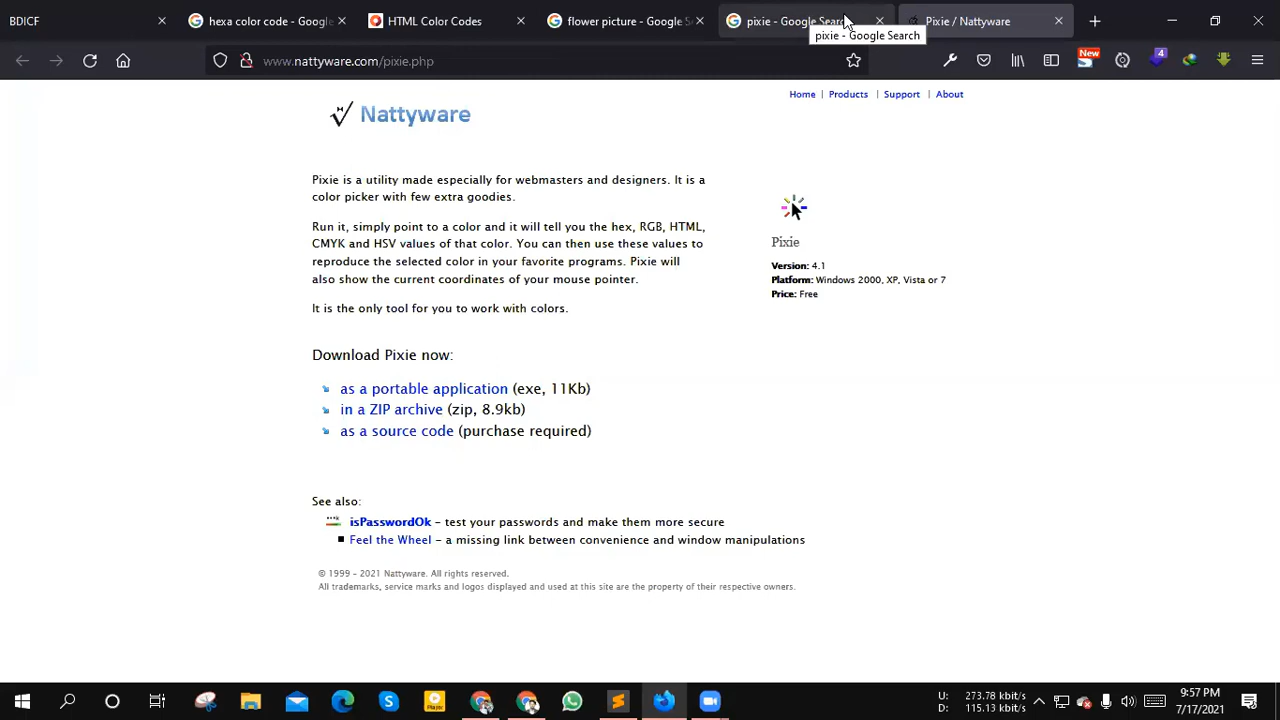 BDICF
hexa color code - Google
HTML Color Codes
flower picture - Google S
pixie - Google Search
Pixie / Nattyware
pixie - Google Search
www.nattyware.com/pixie.php
New
4
Home | Products | Support | About
Nattyware
Pixie is a utility made especially for webmasters and designers. It is a
color picker with few extra goodies.
Run it, simply point to a color and it will tell you the hex, RGB, HTML,
CMYK and HSV values of that color. You can then use these values to
reproduce the selected color in your favorite programs. Pixie will
also show the current coordinates of your mouse pointer.
It is the only tool for you to work with colors.
Pixie
Version: 4.1
Platform: Windows 2000, XP, Vista or 7
Price: Free
Download Pixie now:
as a portable application (exe, 11Kb)
in a ZIP archive (zip, 8.9kb)
as a source code (purchase required)
See also:
isPasswordOk - test your passwords and make them more secure
Feel the Wheel - a missing link between convenience and window manipulations
© 1999 - 2021 Nattyware. All rights reserved.
All trademarks, service marks and logos displayed and used at this site are the property of their respective owners.
U: 273.78 kbit/s
D: 115.13 kbit/s
9:57 PM
7/17/2021